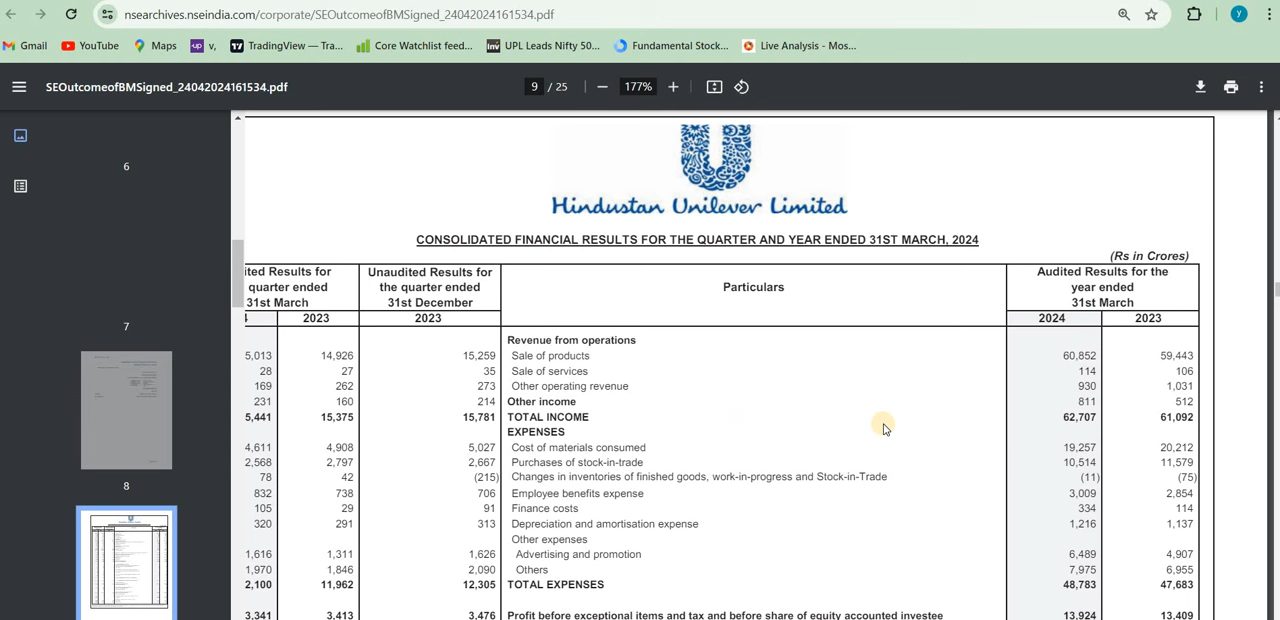 nsearchives.nseindia.com/corporate/SEOutcomeofBMSigned_24042024161534.pdf
Gmail YouTube Maps v, TradingView — Tra... Core Watchlist feed... UPL Leads Nifty 50... Fundamental Stock... Live Analysis - Mos...
SEOutcomeofBMSigned_24042024161534.pdf 9 / 25 — 177% +
6
7
8
Hindustan Unilever Limited
CONSOLIDATED FINANCIAL RESULTS FOR THE QUARTER AND YEAR ENDED 31ST MARCH, 2024
(Rs in Crores)
ited Results for Unaudited Results for Particulars Audited Results for the
quarter ended the quarter ended year ended
31st March 31st December 31st March
4 2023 2023 2024 2023
Revenue from operations
5,013 14,926 15,259 Sale of products 60,852 59,443
28 27 35 Sale of services 114 106
169 262 273 Other operating revenue 930 1,031
231 160 214 Other income 811 512
5,441 15,375 15,781 TOTAL INCOME 62,707 61,092
EXPENSES
4,611 4,908 5,027 Cost of materials consumed 19,257 20,212
2,568 2,797 2,667 Purchases of stock-in-trade 10,514 11,579
78 42 (215) Changes in inventories of finished goods, work-in-progress and Stock-in-Trade (11) (75)
832 738 706 Employee benefits expense 3,009 2,854
105 29 91 Finance costs 334 114
320 291 313 Depreciation and amortisation expense 1,216 1,137
Other expenses
1,616 1,311 1,626 Advertising and promotion 6,489 4,907
1,970 1,846 2,090 Others 7,975 6,955
2,100 11,962 12,305 TOTAL EXPENSES 48,783 47,683
3,341 3,413 3,476 Profit before exceptional items and tax and before share of equity accounted investee 13,924 13,409